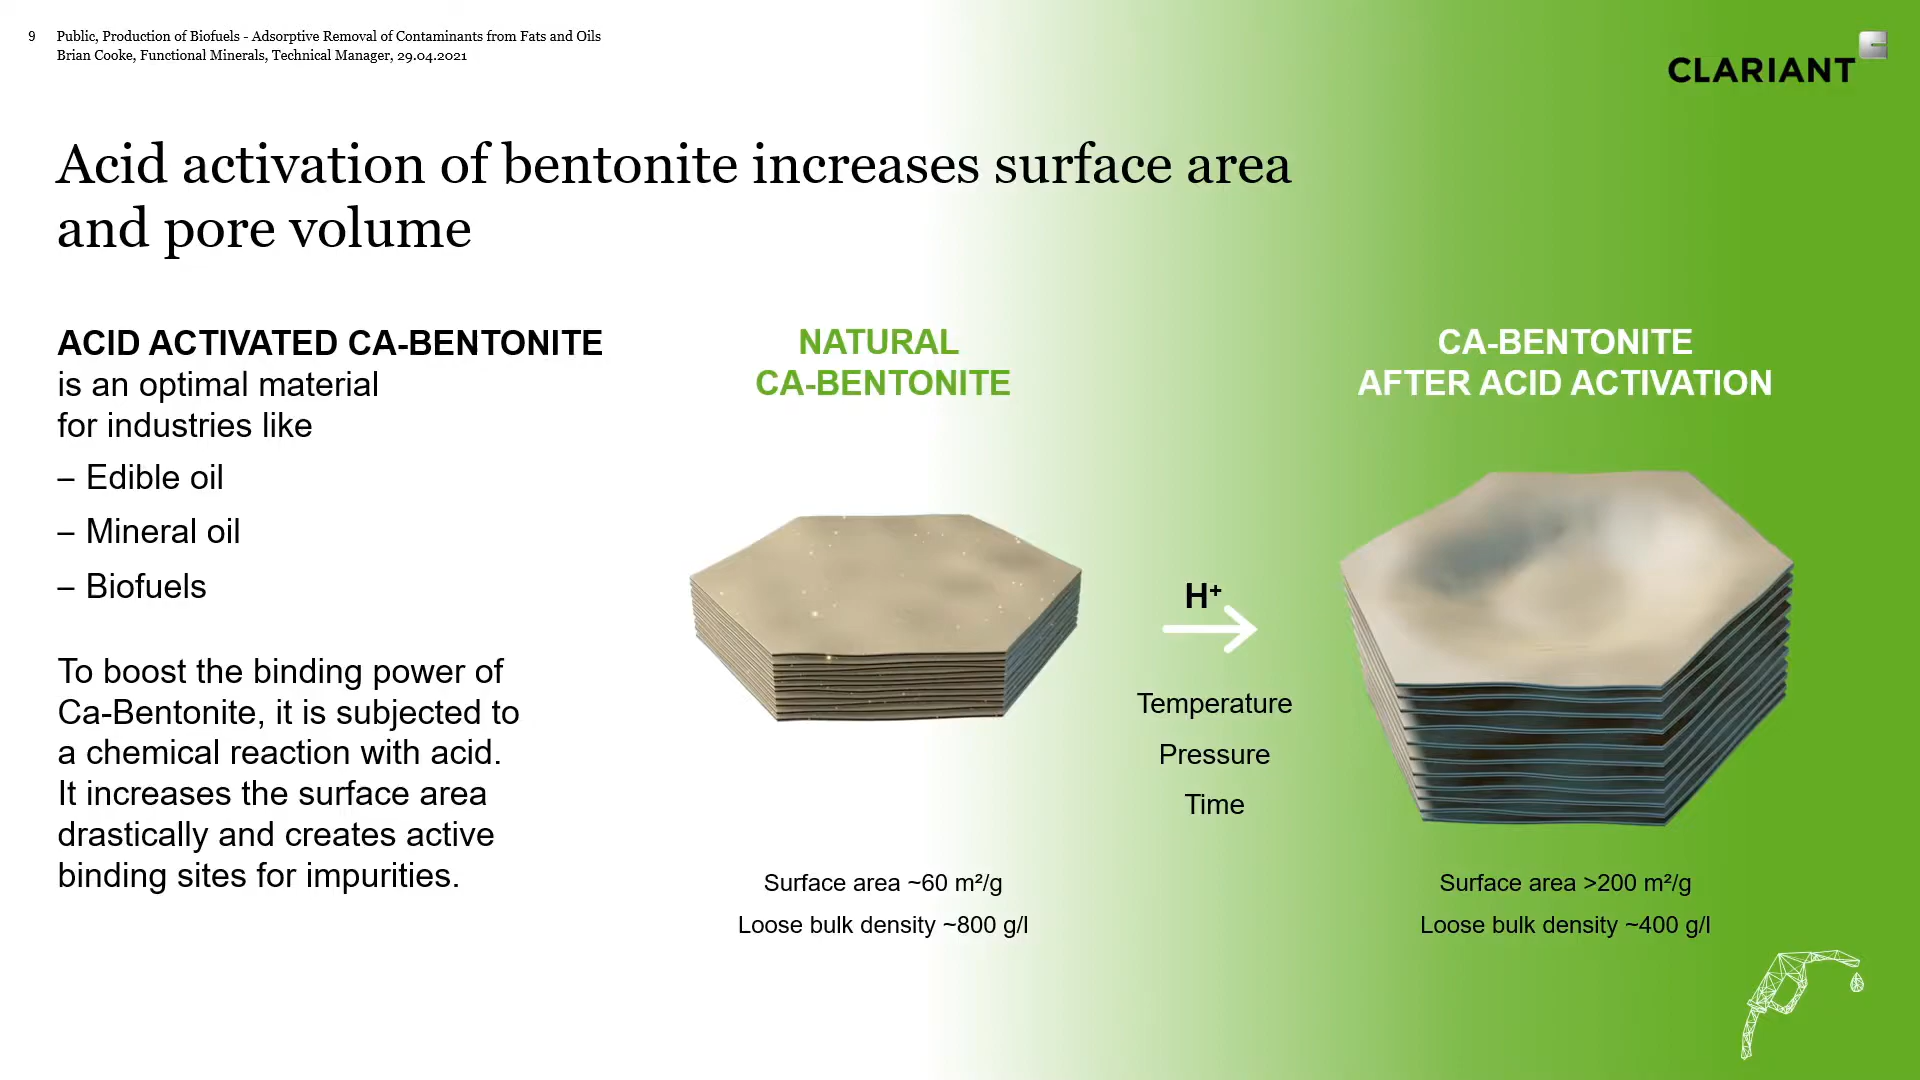 9 Public, Production of Biofuels - Adsorptive Removal of Contaminants from Fats and Oils
Brian Cooke, Functional Minerals, Technical Manager, 29.04.2021
CLARIANT
Acid activation of bentonite increases surface area
and pore volume
ACID ACTIVATED CA-BENTONITE
is an optimal material
for industries like
– Edible oil
– Mineral oil
– Biofuels
To boost the binding power of
Ca-Bentonite, it is subjected to
a chemical reaction with acid.
It increases the surface area
drastically and creates active
binding sites for impurities.
NATURAL
CA-BENTONITE
Surface area ~60 m²/g
Loose bulk density ~800 g/l
H⁺
Temperature
Pressure
Time
CA-BENTONITE
AFTER ACID ACTIVATION
Surface area >200 m²/g
Loose bulk density ~400 g/l